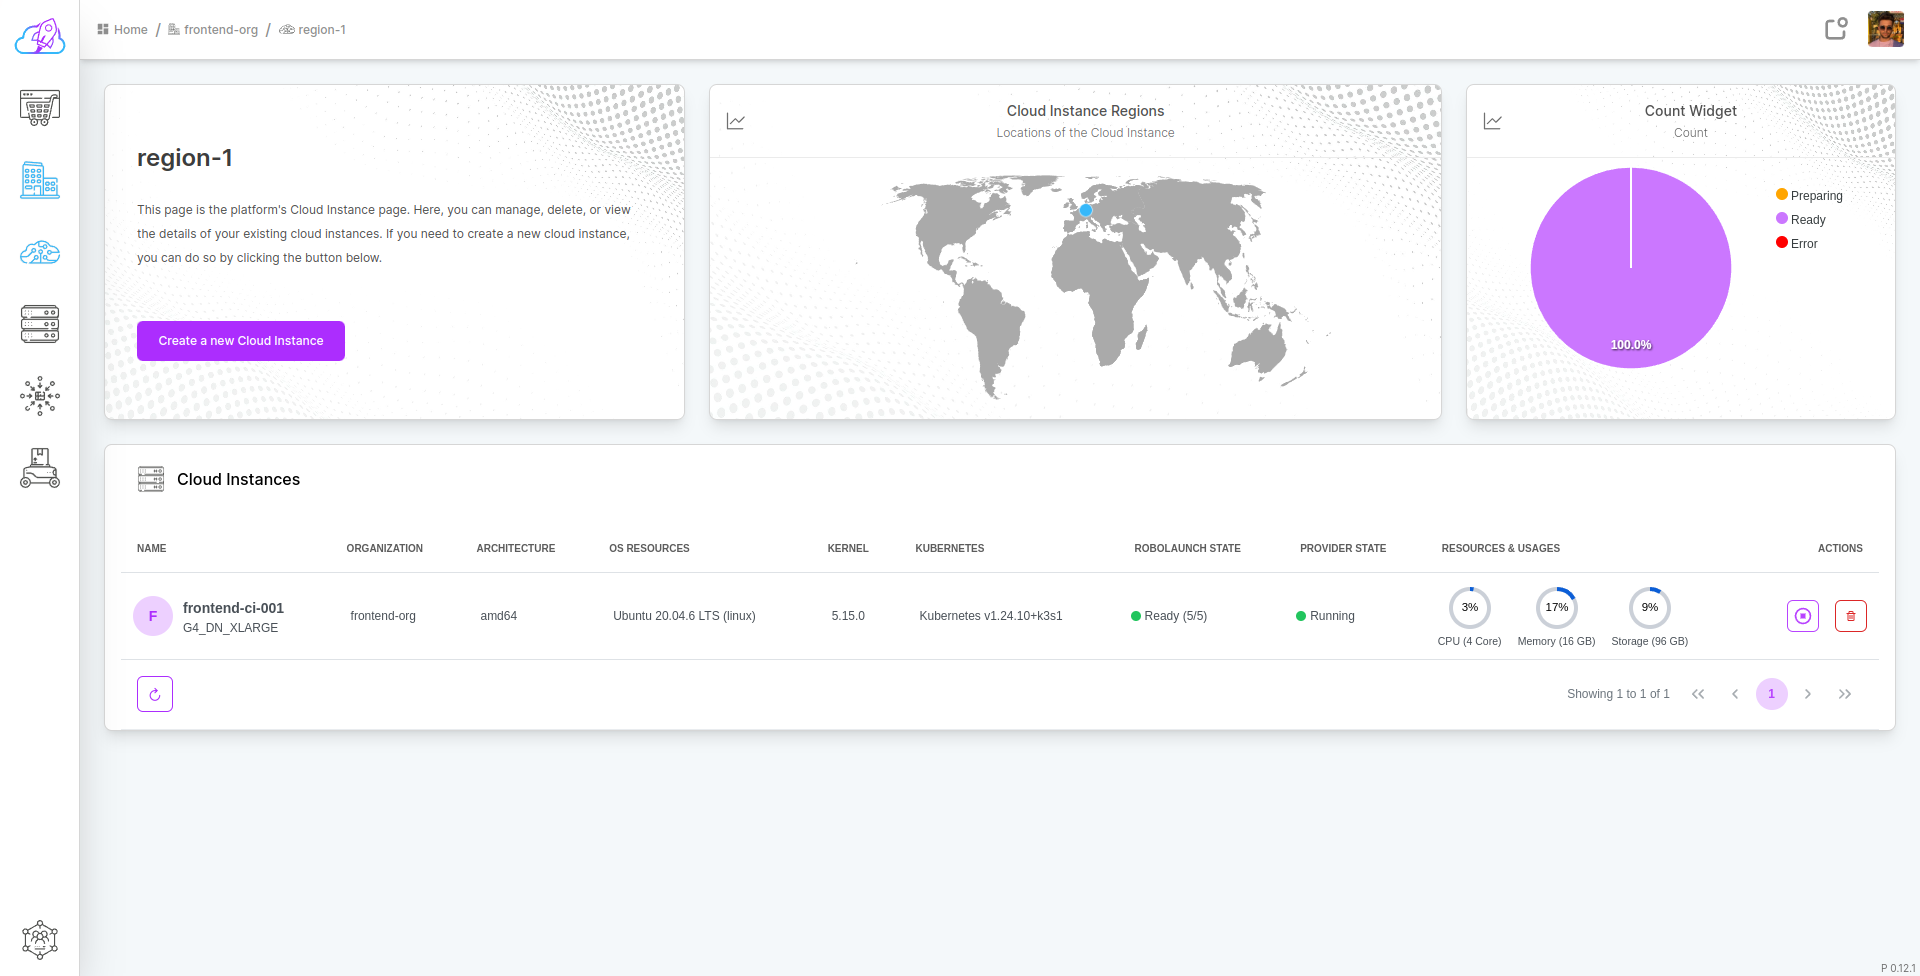 Home / frontend-org / region-1
region-1
This page is the platform's Cloud Instance page. Here, you can manage, delete, or view
the details of your existing cloud instances. If you need to create a new cloud instance,
you can do so by clicking the button below.
Create a new Cloud Instance
Cloud Instance Regions
Locations of the Cloud Instance
Count Widget
Count
100.0%
Preparing
Ready
Error
Cloud Instances
NAME ORGANIZATION ARCHITECTURE OS RESOURCES KERNEL KUBERNETES ROBOLAUNCH STATE PROVIDER STATE RESOURCES & USAGES ACTIONS
F frontend-ci-001 G4_DN_XLARGE frontend-org amd64 Ubuntu 20.04.6 LTS (linux) 5.15.0 Kubernetes v1.24.10+k3s1 Ready (5/5) Running 3% 17% 9%
CPU (4 Core) Memory (16 GB) Storage (96 GB)
Showing 1 to 1 of 1 1
P 0.12.1